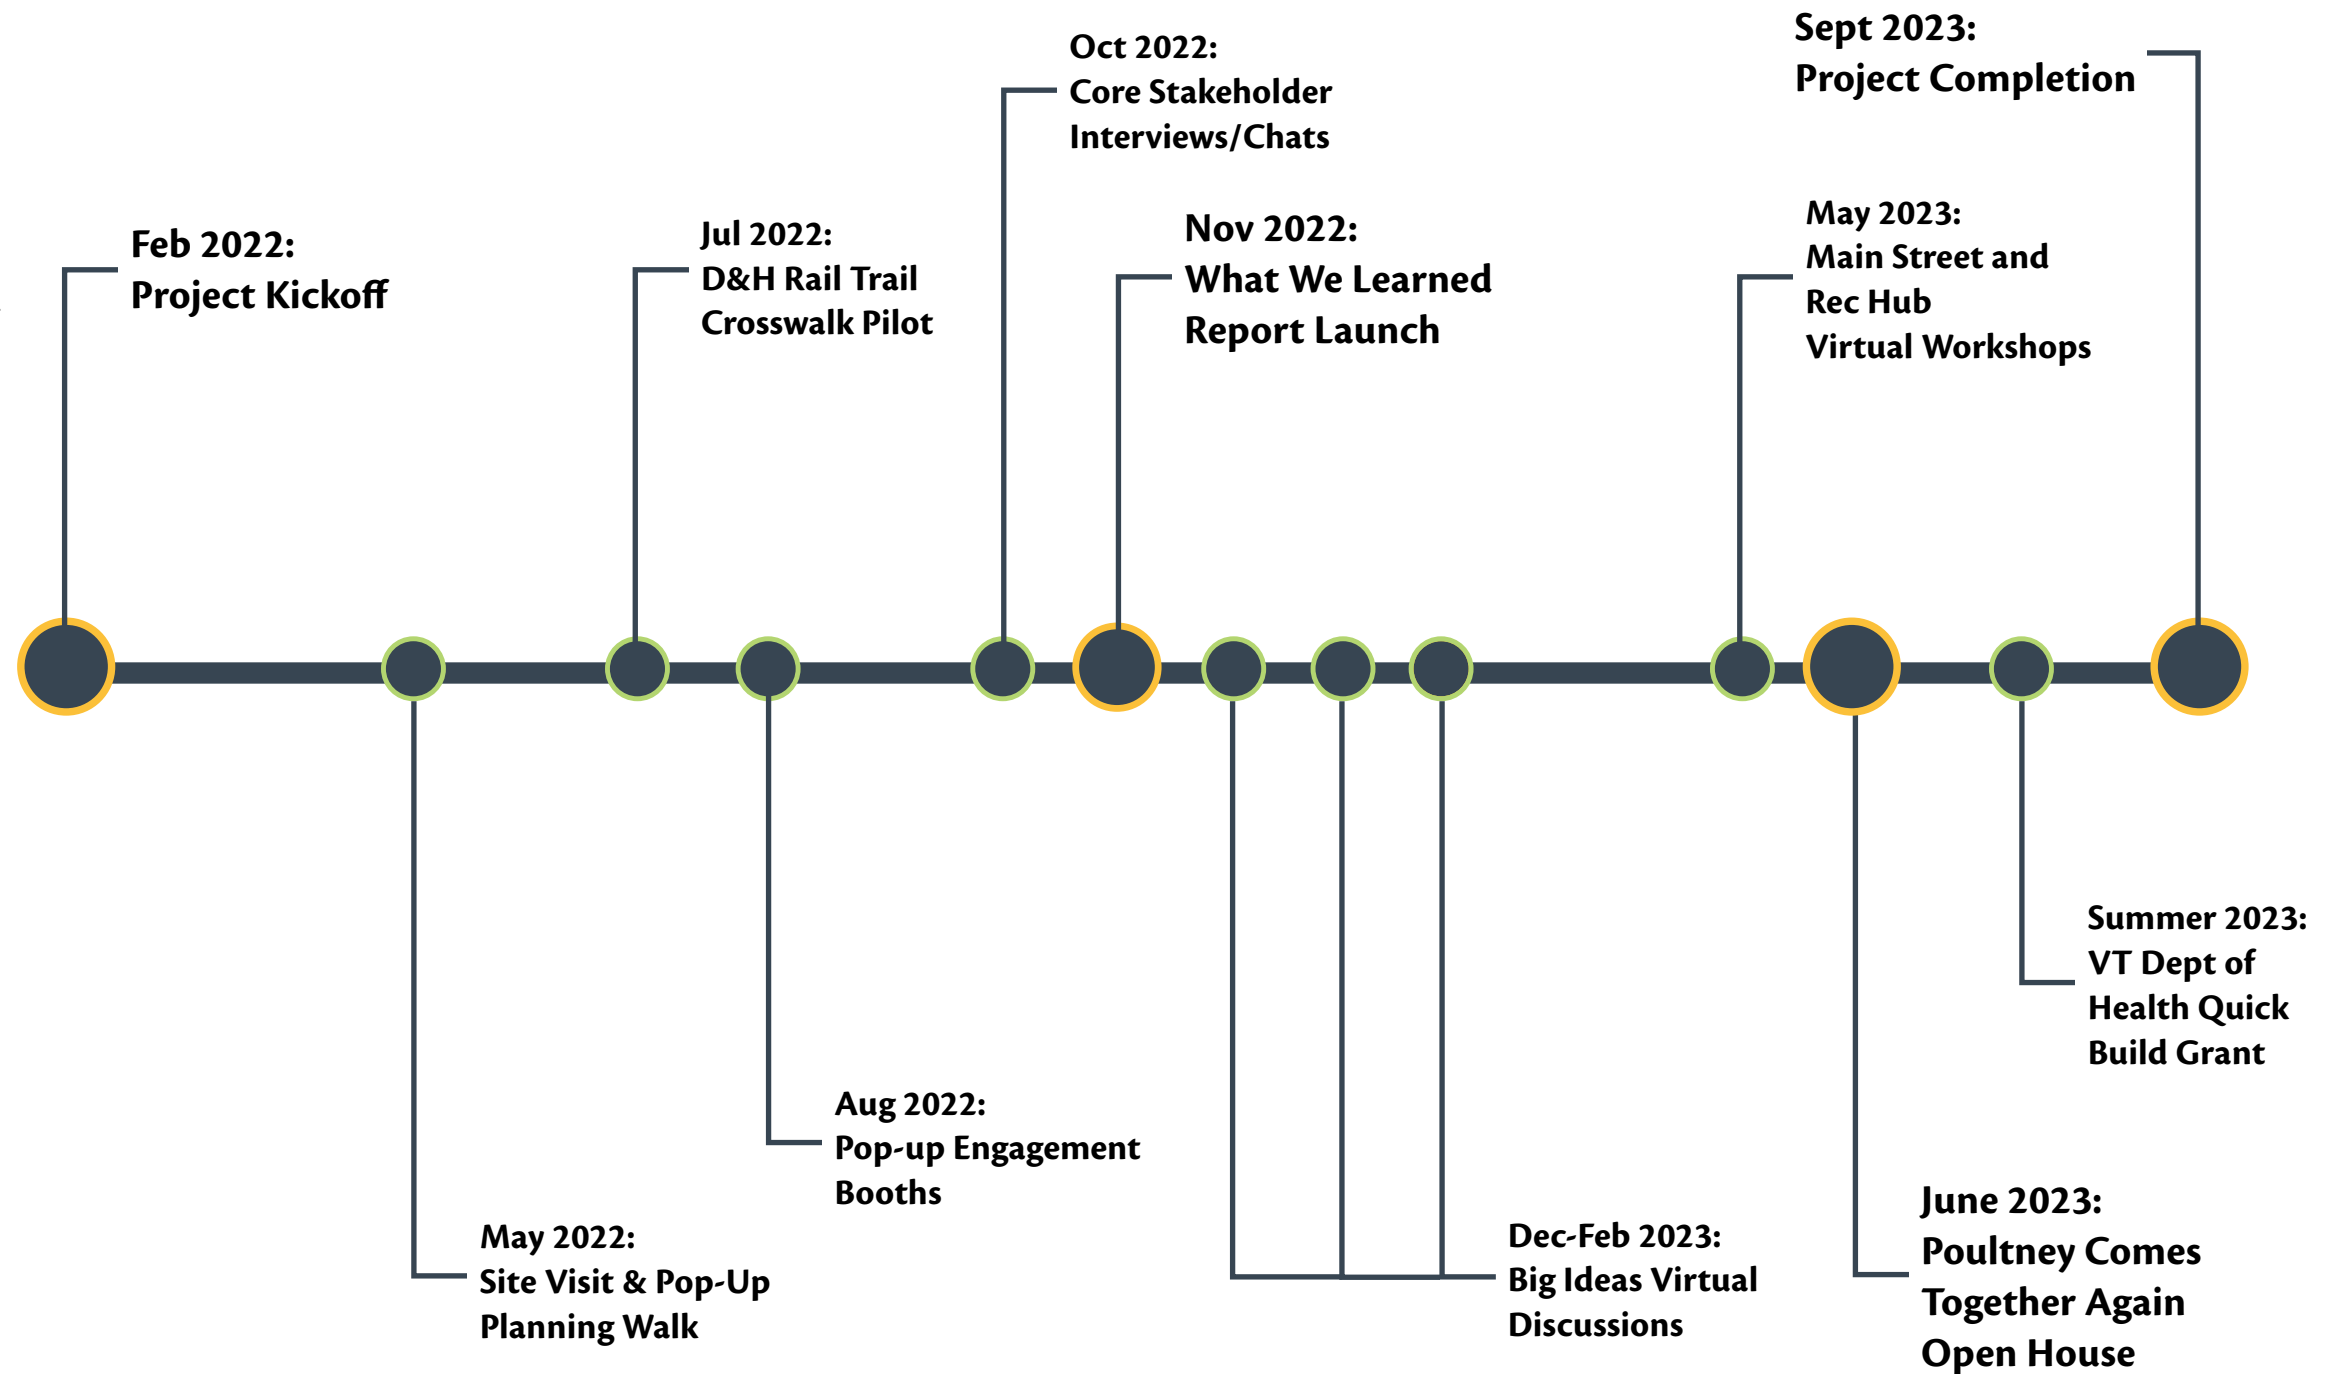 Feb 2022:
Project Kickoff
May 2022:
Site Visit & Pop-Up
Planning Walk
Jul 2022:
D&H Rail Trail
Crosswalk Pilot
Aug 2022:
Pop-up Engagement
Booths
Oct 2022:
Core Stakeholder
Interviews/Chats
Nov 2022:
What We Learned
Report Launch
Dec-Feb 2023:
Big Ideas Virtual
Discussions
May 2023:
Main Street and
Rec Hub
Virtual Workshops
June 2023:
Poultney Comes
Together Again
Open House
Summer 2023:
VT Dept of
Health Quick
Build Grant
Sept 2023:
Project Completion